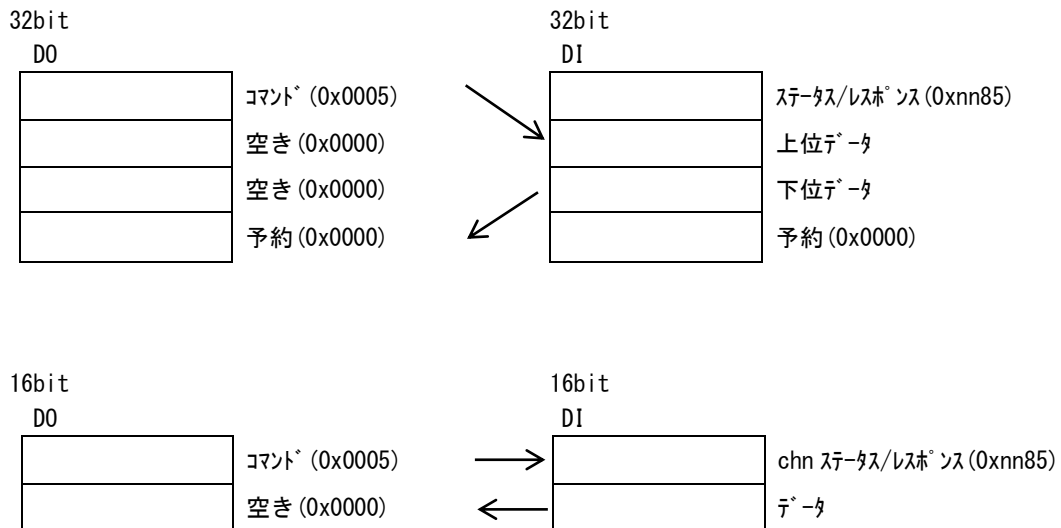 32bit 32bit
DO DI
ｺﾏﾝﾄﾞ(0x0005) ｽﾃｰﾀｽ/ﾚｽﾎﾟﾝｽ(0xnn85)
空き(0x0000) 上位ﾃﾞｰﾀ
空き(0x0000) 下位ﾃﾞｰﾀ
予約(0x0000) 予約(0x0000)
16bit 16bit
DO DI
ｺﾏﾝﾄﾞ(0x0005) chn ｽﾃｰﾀｽ/ﾚｽﾎﾟﾝｽ(0xnn85)
空き(0x0000) ﾃﾞｰﾀ